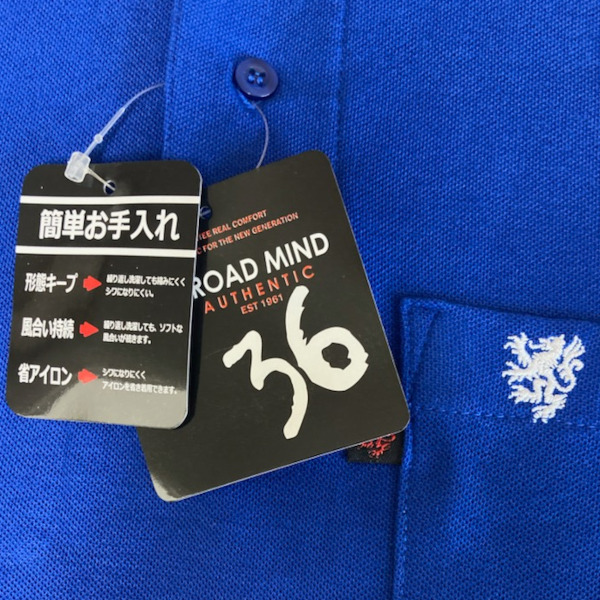 簡単お手入れ
形態キープ
繰り返し洗濯しても縮みにくく
シワになりにくい。
風合い持続
繰り返し洗濯しても、ソフトな
風合いが続きます。
省アイロン
シワになりにくく
アイロンを省き着用できます。
REAL COMFORT
FOR THE NEW GENERATION
ROAD MIND
AUTHENTIC
EST 1961
36